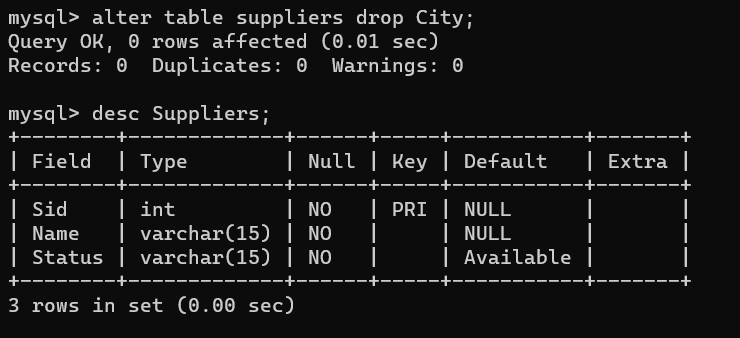 mysql> alter table suppliers drop City;
Query OK, 0 rows affected (0.01 sec)
Records: 0  Duplicates: 0  Warnings: 0

mysql> desc Suppliers;
+--------+-------------+------+-----+-----------+-------+
| Field  | Type        | Null | Key | Default   | Extra |
+--------+-------------+------+-----+-----------+-------+
| Sid    | int         | NO   | PRI | NULL      |       |
| Name   | varchar(15) | NO   |     | NULL      |       |
| Status | varchar(15) | NO   |     | Available |       |
+--------+-------------+------+-----+-----------+-------+
3 rows in set (0.00 sec)